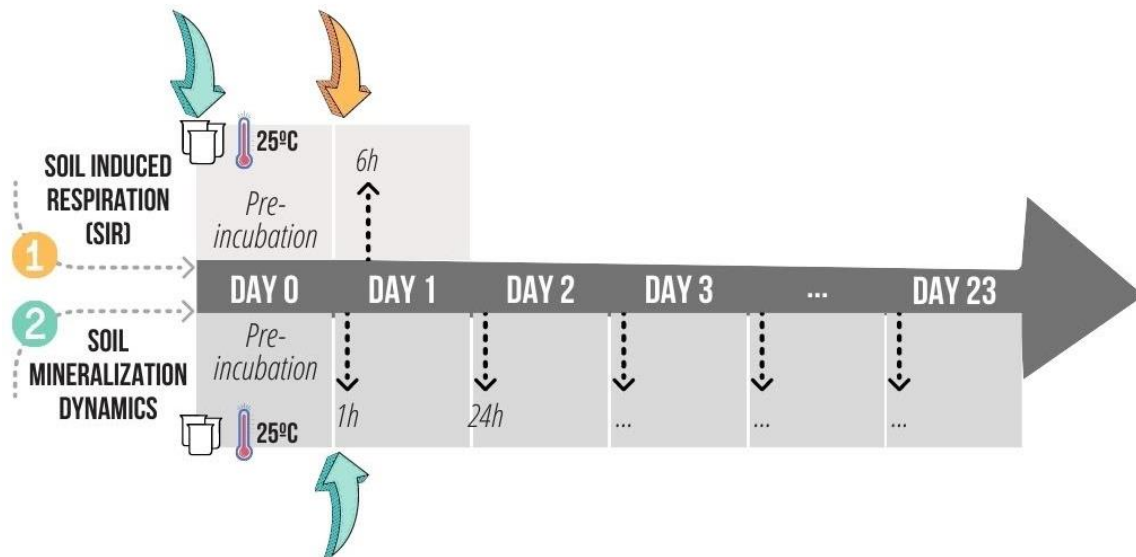 25ºC
SOIL INDUCED
RESPIRATION
(SIR)
6h
Pre-
incubation
1
DAY 0
DAY 1
DAY 2
DAY 3
...
DAY 23
2
SOIL
MINERALIZATION
DYNAMICS
Pre-
incubation
1h
24h
...
...
...
25ºC